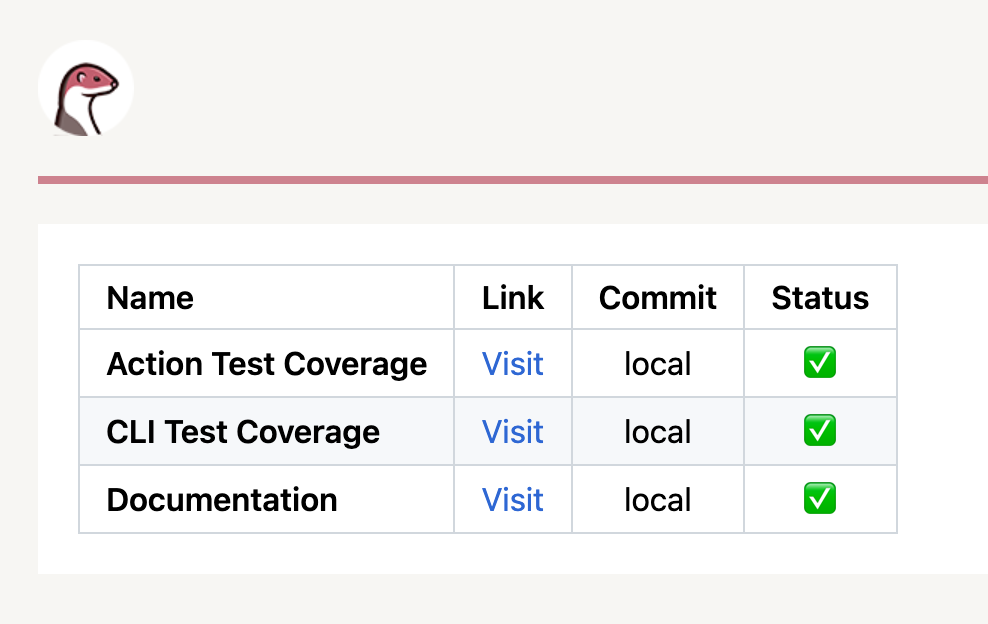 Name Link Commit Status
Action Test Coverage Visit local ✅
CLI Test Coverage Visit local ✅
Documentation Visit local ✅